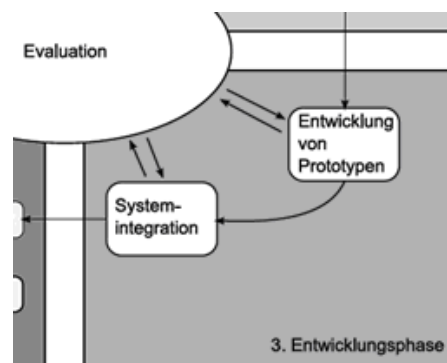 Evaluation
Entwicklung
von
Prototypen
System-
integration
3. Entwicklungsphase